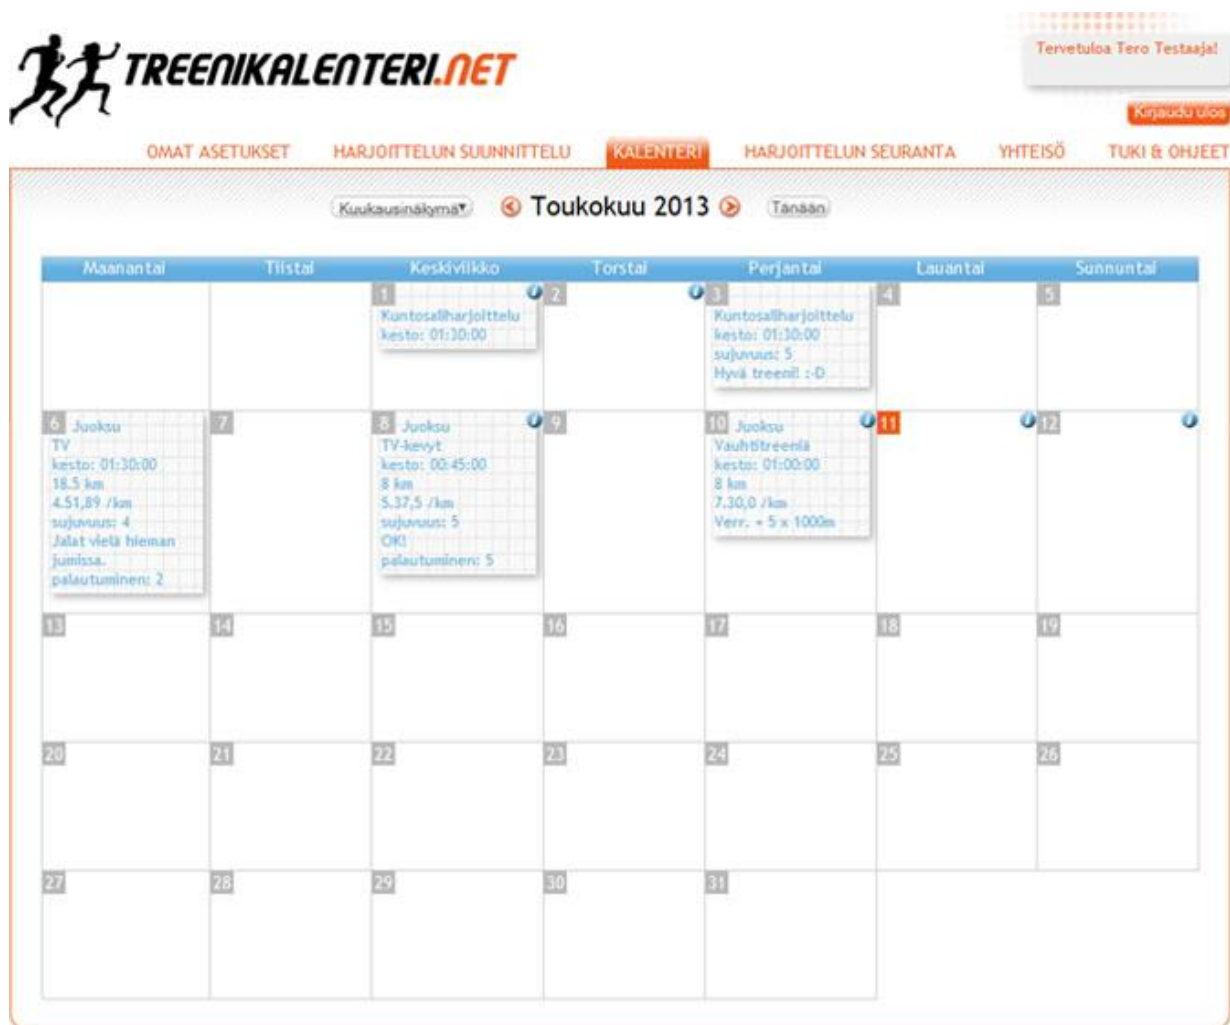 TREENIKALENTERI.NET
Tervetuloa Tero Testaaja!
Kirjaudu ulos
OMAT ASETUKSET HARJOITTELUN SUUNNITTELU KALENTERI HARJOITTELUN SEURANTA YHTEISÖ TUKI & OHJEET
Kuukausinäkymä Toukokuu 2013 Tänään
Maanantai Tiistai Keskiviikko Torstai Perjantai Lauantai Sunnuntai
1
Kuntosaliharjoittelu
kesto: 01:30:00
2
3
Kuntosaliharjoittelu
kesto: 01:30:00
sujuvuus: 5
Hyvä treeni! :-D
4
5
6 Juoksu
TV
kesto: 01:30:00
18.5 km
4.51,89 /km
sujuvuus: 4
Jalat vielä hieman
jumissa.
palautuminen: 2
7
8 Juoksu
TV-kevyt
kesto: 00:45:00
8 km
5.37,5 /km
sujuvuus: 5
OK!
palautuminen: 5
9
10 Juoksu
Vauhtitreeniä
kesto: 01:00:00
8 km
7.30,0 /km
Verr. + 5 x 1000m
11
12
13 14 15 16 17 18 19
20 21 22 23 24 25 26
27 28 29 30 31